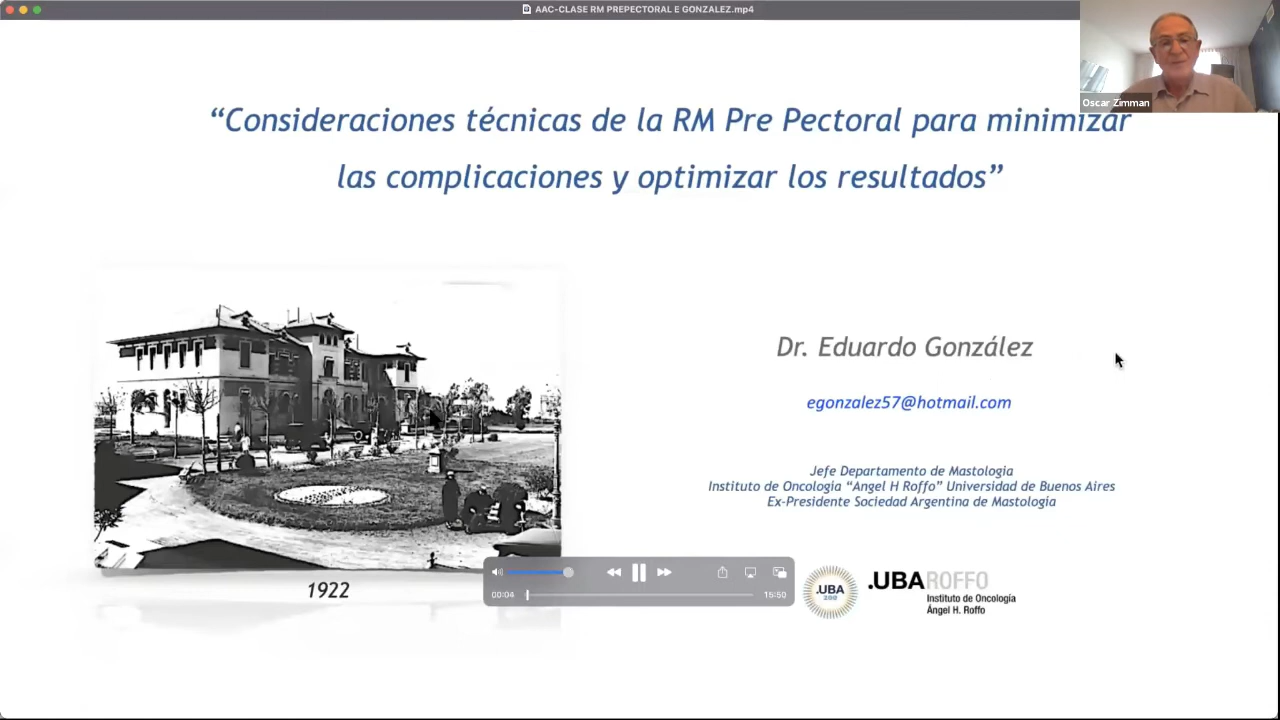 AAC-CLASE RM PREPECTORAL E GONZALEZ.mp4
Oscar Zimman
“Consideraciones técnicas de la RM Pre Pectoral para minimizar
las complicaciones y optimizar los resultados”
Dr. Eduardo González
egonzalez57@hotmail.com
Jefe Departamento de Mastologia
Instituto de Oncología “Angel H Roffo” Universidad de Buenos Aires
Ex-Presidente Sociedad Argentina de Mastología
1922
00:04
15:50
.UBA
200
.UBAROFFO
Instituto de Oncología
Ángel H. Roffo